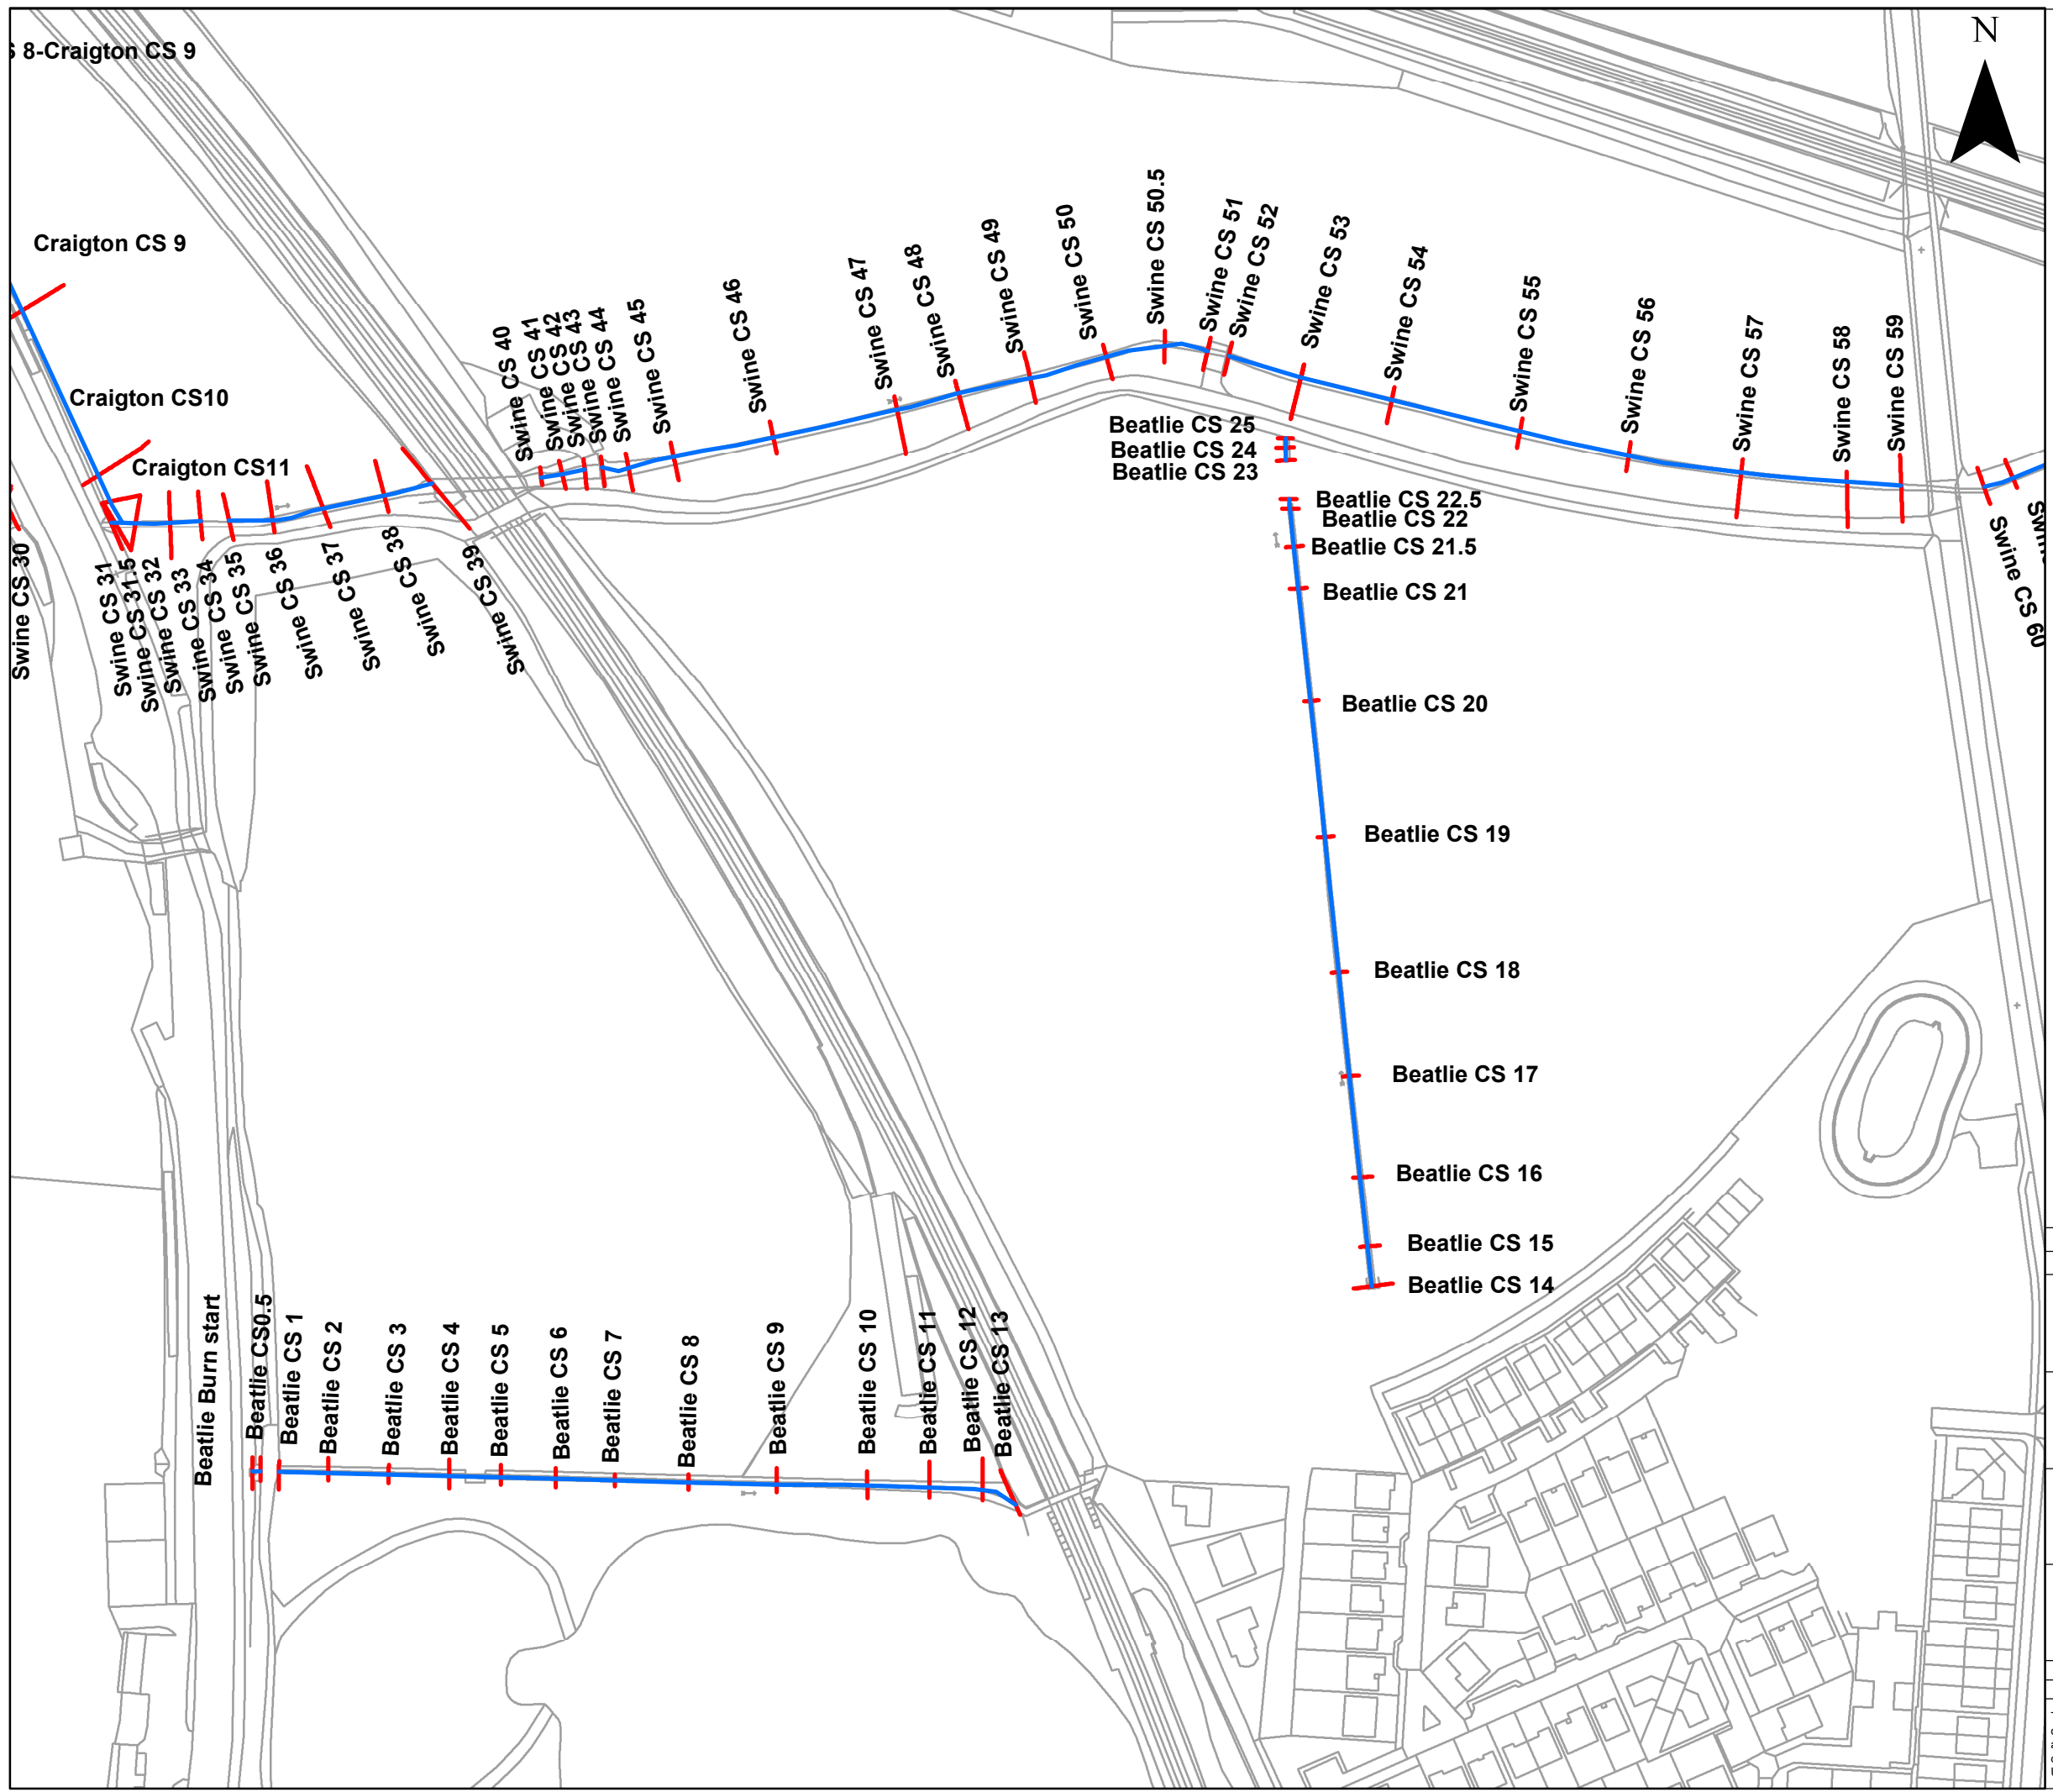 S 8-Craigton CS 9
N
Craigton CS 9
Craigton CS10
Craigton CS11
Swine CS 30
Swine CS 31
Swine CS 31.5
Swine CS 32
Swine CS 33
Swine CS 34
Swine CS 35
Swine CS 36
Swine CS 37
Swine CS 38
Swine CS 39
Swine CS 40
Swine CS 41
Swine CS 42
Swine CS 43
Swine CS 44
Swine CS 45
Swine CS 46
Swine CS 47
Swine CS 48
Swine CS 49
Swine CS 50
Swine CS 50.5
Swine CS 51
Swine CS 52
Swine CS 53
Swine CS 54
Swine CS 55
Swine CS 56
Swine CS 57
Swine CS 58
Swine CS 59
Swine CS 60
Beatlie CS 25
Beatlie CS 24
Beatlie CS 23
Beatlie CS 22.5
Beatlie CS 22
Beatlie CS 21.5
Beatlie CS 21
Beatlie CS 20
Beatlie CS 19
Beatlie CS 18
Beatlie CS 17
Beatlie CS 16
Beatlie CS 15
Beatlie CS 14
Beatlie Burn start
Beatlie CS0.5
Beatlie CS 1
Beatlie CS 2
Beatlie CS 3
Beatlie CS 4
Beatlie CS 5
Beatlie CS 6
Beatlie CS 7
Beatlie CS 8
Beatlie CS 9
Beatlie CS 10
Beatlie CS 11
Beatlie CS 12
Beatlie CS 13